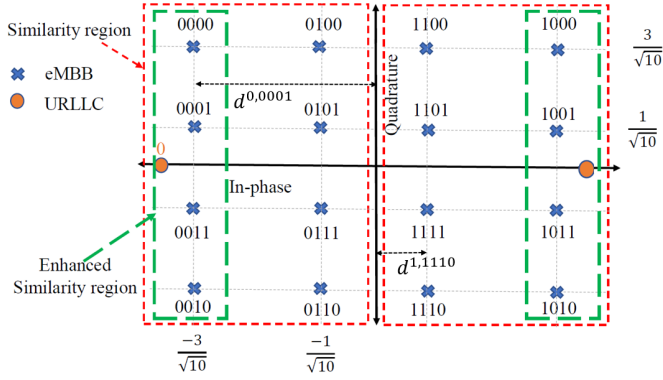 Similarity region
eMBB
URLLC
0000 0100 1100 1000
3
√10
d^{0,0001}
Quadrature
0001 0101 1101 1001
1
√10
0
In-phase
0011 0111 1111 1011
Enhanced
Similarity region
d^{1,1110}
0010 0110 1110 1010
−3
√10
−1
√10